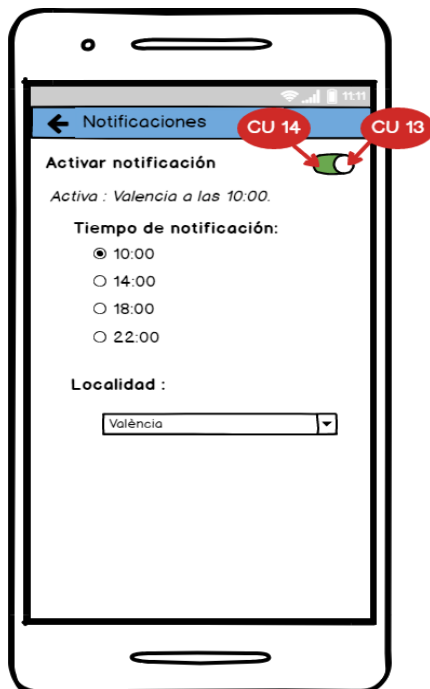 11:11
Notificaciones
CU 14
CU 13
Activar notificación
Activa : Valencia a las 10:00.
Tiempo de notificación:
10:00
14:00
18:00
22:00
Localidad :
València